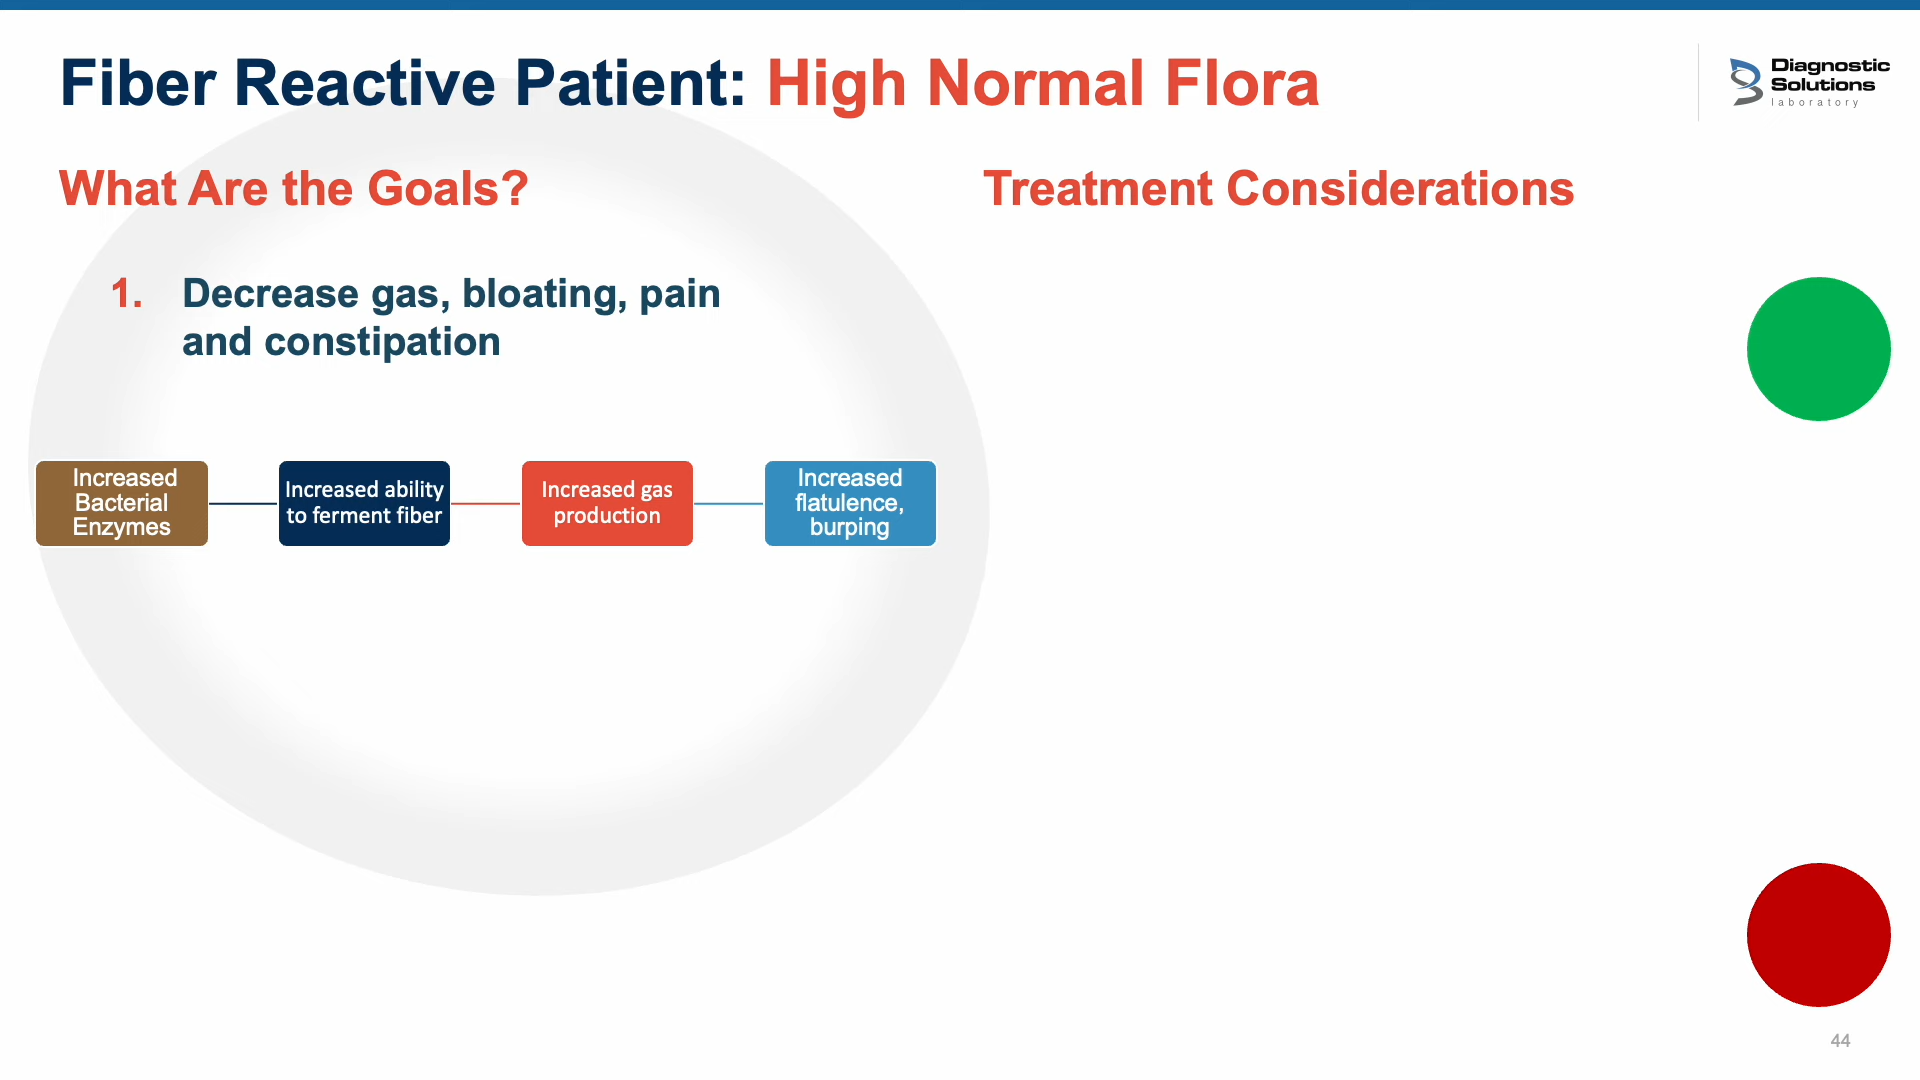 Fiber Reactive Patient: High Normal Flora
Diagnostic
Solutions
laboratory
What Are the Goals?
1. Decrease gas, bloating, pain
and constipation
Increased
Bacterial
Enzymes
Increased ability
to ferment fiber
Increased gas
production
Increased
flatulence,
burping
Treatment Considerations
44